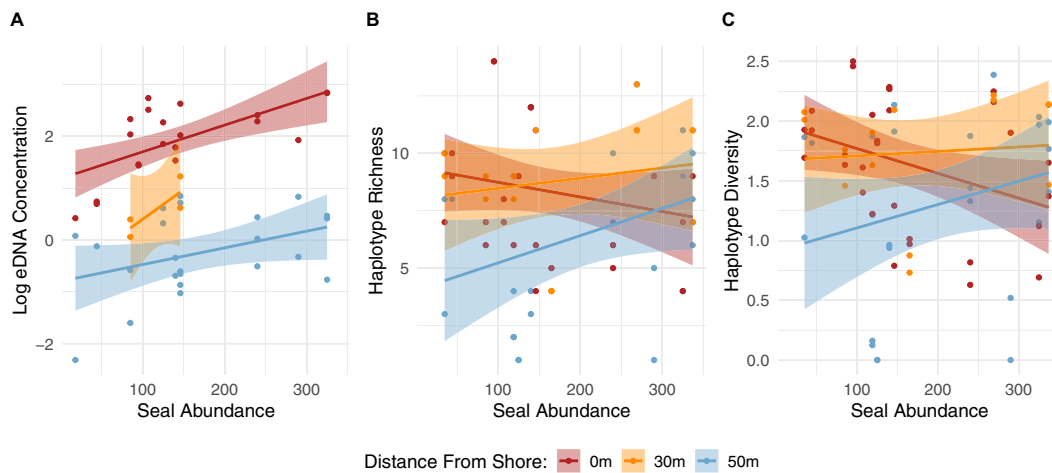 A
B
C
Log eDNA Concentration
2
0
−2
100
200
300
Seal Abundance
Haplotype Richness
10
5
100
200
300
Seal Abundance
Haplotype Diversity
2.5
2.0
1.5
1.0
0.5
0.0
100
200
300
Seal Abundance
Distance From Shore: 0m 30m 50m